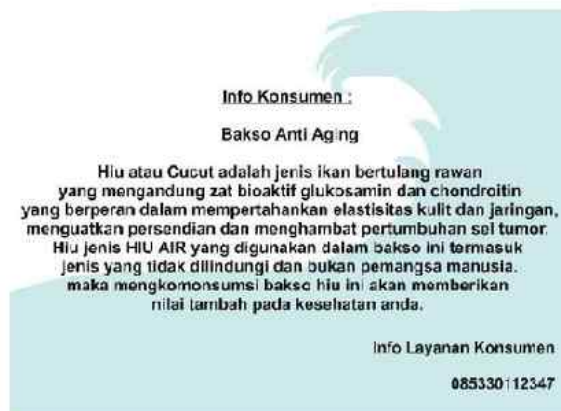 Info Konsumen :
Bakso Anti Aging
Hiu atau Cucut adalah jenis ikan bertulang rawan
yang mengandung zat bioaktif glukosamin dan chondroitin
yang berperan dalam mempertahankan elastisitas kulit dan jaringan,
menguatkan persendian dan menghambat pertumbuhan sel tumor.
Hiu jenis HIU AIR yang digunakan dalam bakso ini termasuk
jenis yang tidak dilindungi dan bukan pemangsa manusia.
maka mengkomonsumsi bakso hiu ini akan memberikan
nilai tambah pada kesehatan anda.
Info Layanan Konsumen
085330112347